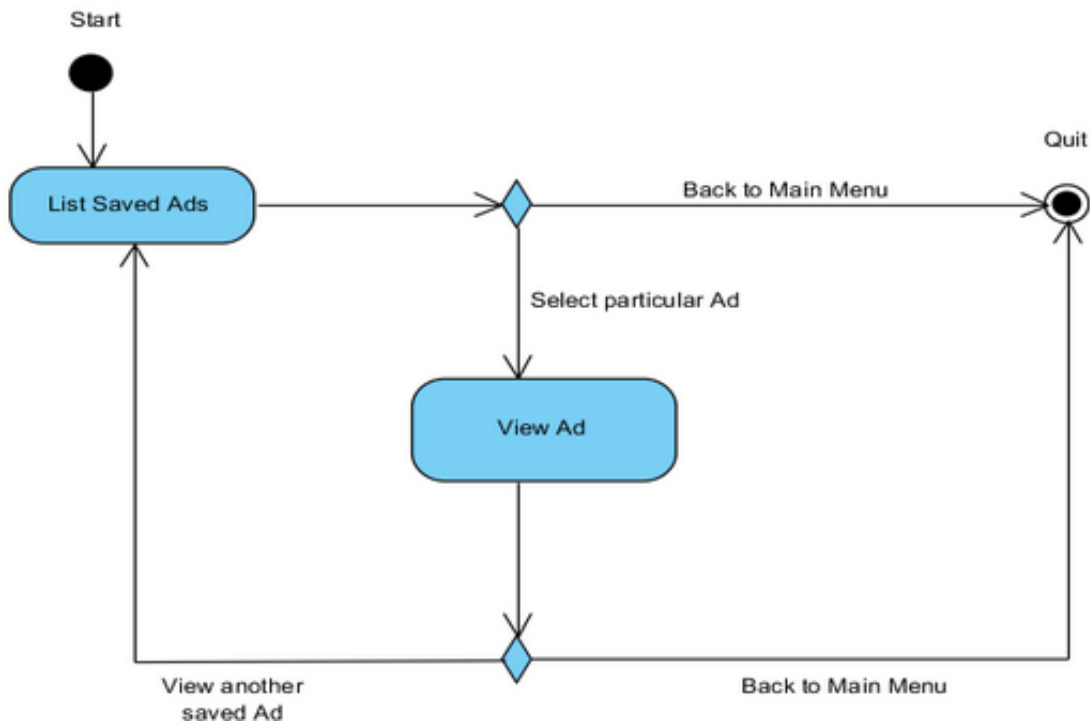 Start
Quit
List Saved Ads
Back to Main Menu
Select particular Ad
View Ad
View another
saved Ad
Back to Main Menu